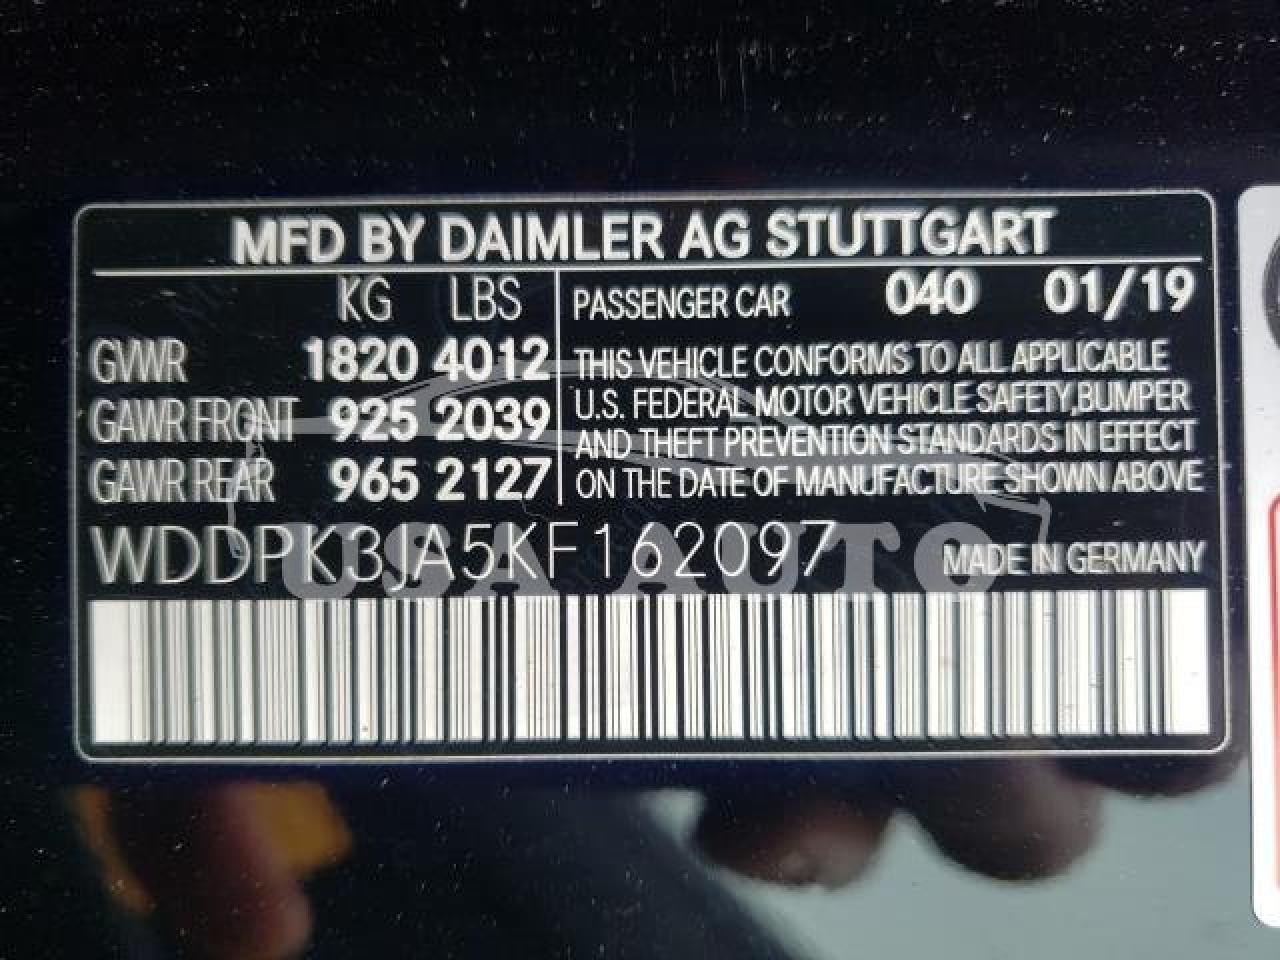 MFD BY DAIMLER AG STUTTGART
KG LBS
GVWR 1820 4012
GAWR FRONT 925 2039
GAWR REAR 965 2127
PASSENGER CAR 040 01/19
THIS VEHICLE CONFORMS TO ALL APPLICABLE
U.S. FEDERAL MOTOR VEHICLE SAFETY,BUMPER
AND THEFT PREVENTION STANDARDS IN EFFECT
ON THE DATE OF MANUFACTURE SHOWN ABOVE
WDDPK3JA5KF162097 MADE IN GERMANY
USA AUTO